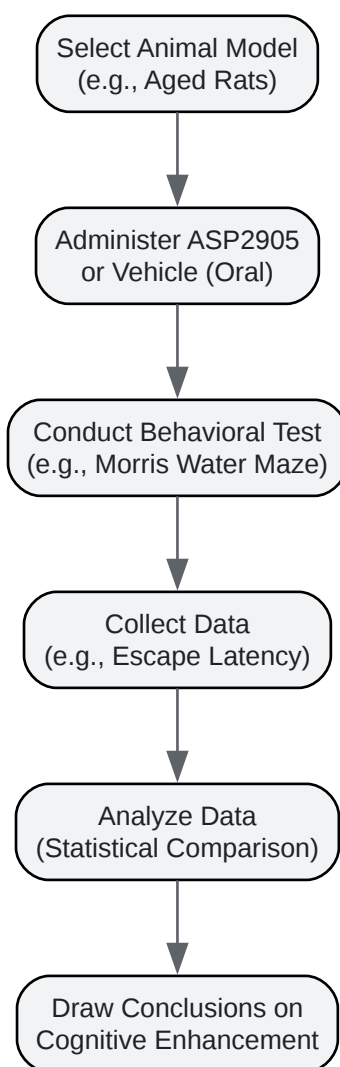 Select Animal Model
(e.g., Aged Rats)
Administer ASP2905
or Vehicle (Oral)
Conduct Behavioral Test
(e.g., Morris Water Maze)
Collect Data
(e.g., Escape Latency)
Analyze Data
(Statistical Comparison)
Draw Conclusions on
Cognitive Enhancement